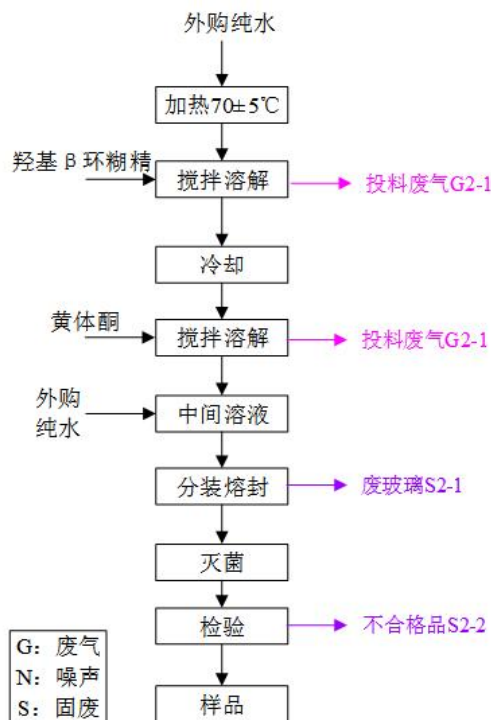 外购纯水
加热70±5℃
羟基β环糊精
搅拌溶解
投料废气G2-1
冷却
黄体酮
搅拌溶解
投料废气G2-1
外购
纯水
中间溶液
分装熔封
废玻璃S2-1
灭菌
检验
不合格品S2-2
样品
G：废气
N：噪声
S：固废